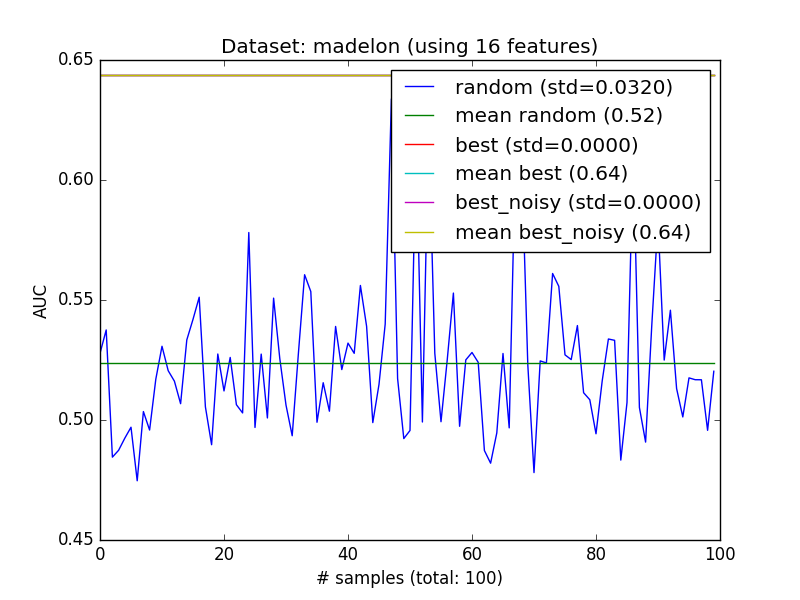 Dataset: madelon (using 16 features)
0.65
0.60
0.55
0.50
0.45
AUC
random (std=0.0320)
mean random (0.52)
best (std=0.0000)
mean best (0.64)
best_noisy (std=0.0000)
mean best_noisy (0.64)
0 20 40 60 80 100
# samples (total: 100)